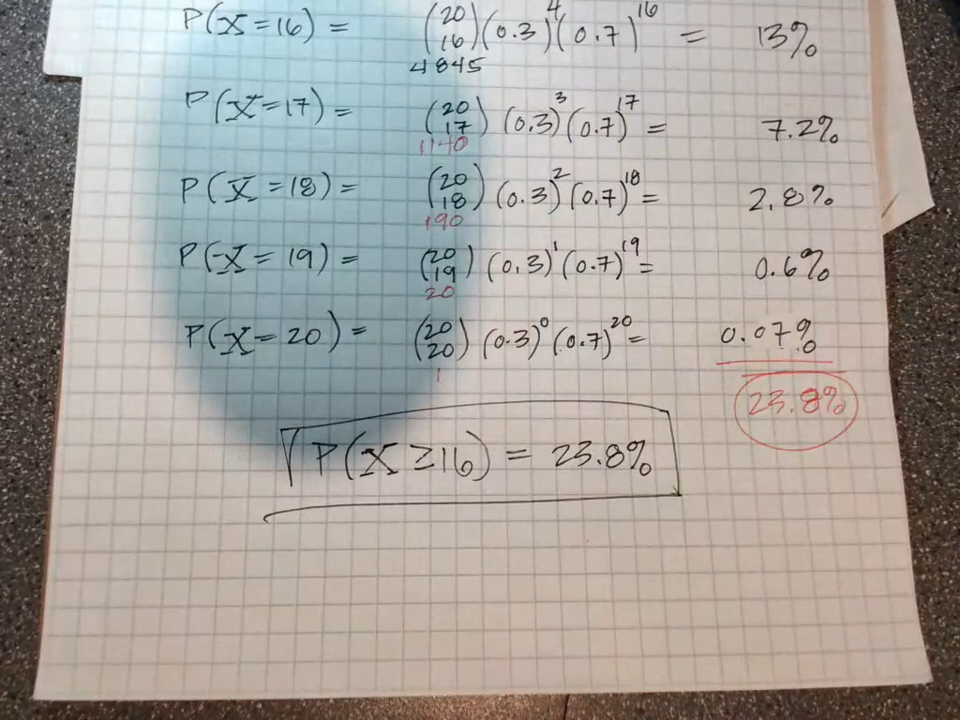 P(X=16) = (20 16)(0.3)^4(0.7)^16 = 13%
4845
P(X=17) = (20 17)(0.3)^3(0.7)^17 = 7.2%
1140
P(X=18) = (20 18)(0.3)^2(0.7)^18 = 2.8%
190
P(X=19) = (20 19)(0.3)^1(0.7)^19 = 0.6%
20
P(X=20) = (20 20)(0.3)^0(0.7)^20 = 0.07%
1
23.8%
P(X≥16) = 23.8%